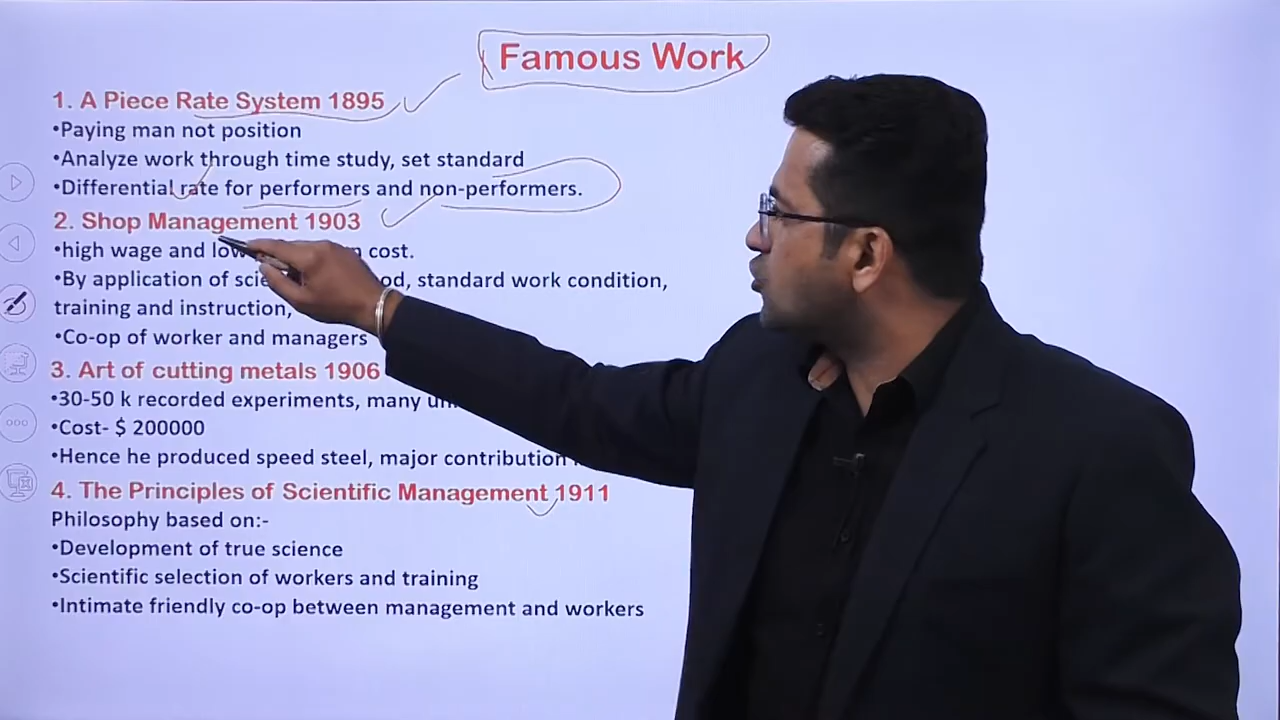 Famous Work
1. A Piece Rate System 1895
•Paying man not position
•Analyze work through time study, set standard
•Differential rate for performers and non-performers.
2. Shop Management 1903
•high wage and low cost.
•By application of standard work condition,
training and instruction,
•Co-op of worker and managers
3. Art of cutting metals 1906
•30-50 k recorded experiments, many
•Cost- $ 200000
•Hence he produced speed steel, major contribution
4. The Principles of Scientific Management 1911
Philosophy based on:-
•Development of true science
•Scientific selection of workers and training
•Intimate friendly co-op between management and workers